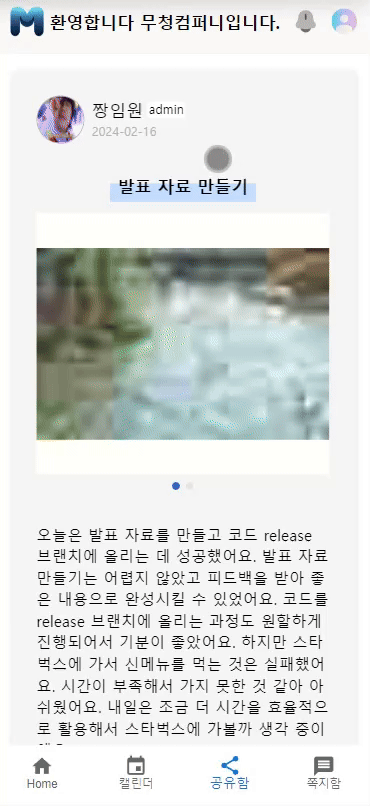 환영합니다 무청컴퍼니입니다.
짱임원 admin
2024-02-16
발표 자료 만들기
오늘은 발표 자료를 만들고 코드 release
브랜치에 올리는 데 성공했어요. 발표 자료
만들기는 어렵지 않았고 피드백을 받아 좋
은 내용으로 완성시킬 수 있었어요. 코드를
release 브랜치에 올리는 과정도 원할하게
진행되어서 기분이 좋았어요. 하지만 스타
벅스에 가서 신메뉴를 먹는 것은 실패했어
요. 시간이 부족해서 가지 못한 것 같아 아
쉬웠어요. 내일은 조금 더 시간을 효율적으
로 활용해서 스타벅스에 가볼까 생각 중이
Home 캘린더 공유함 쪽지함